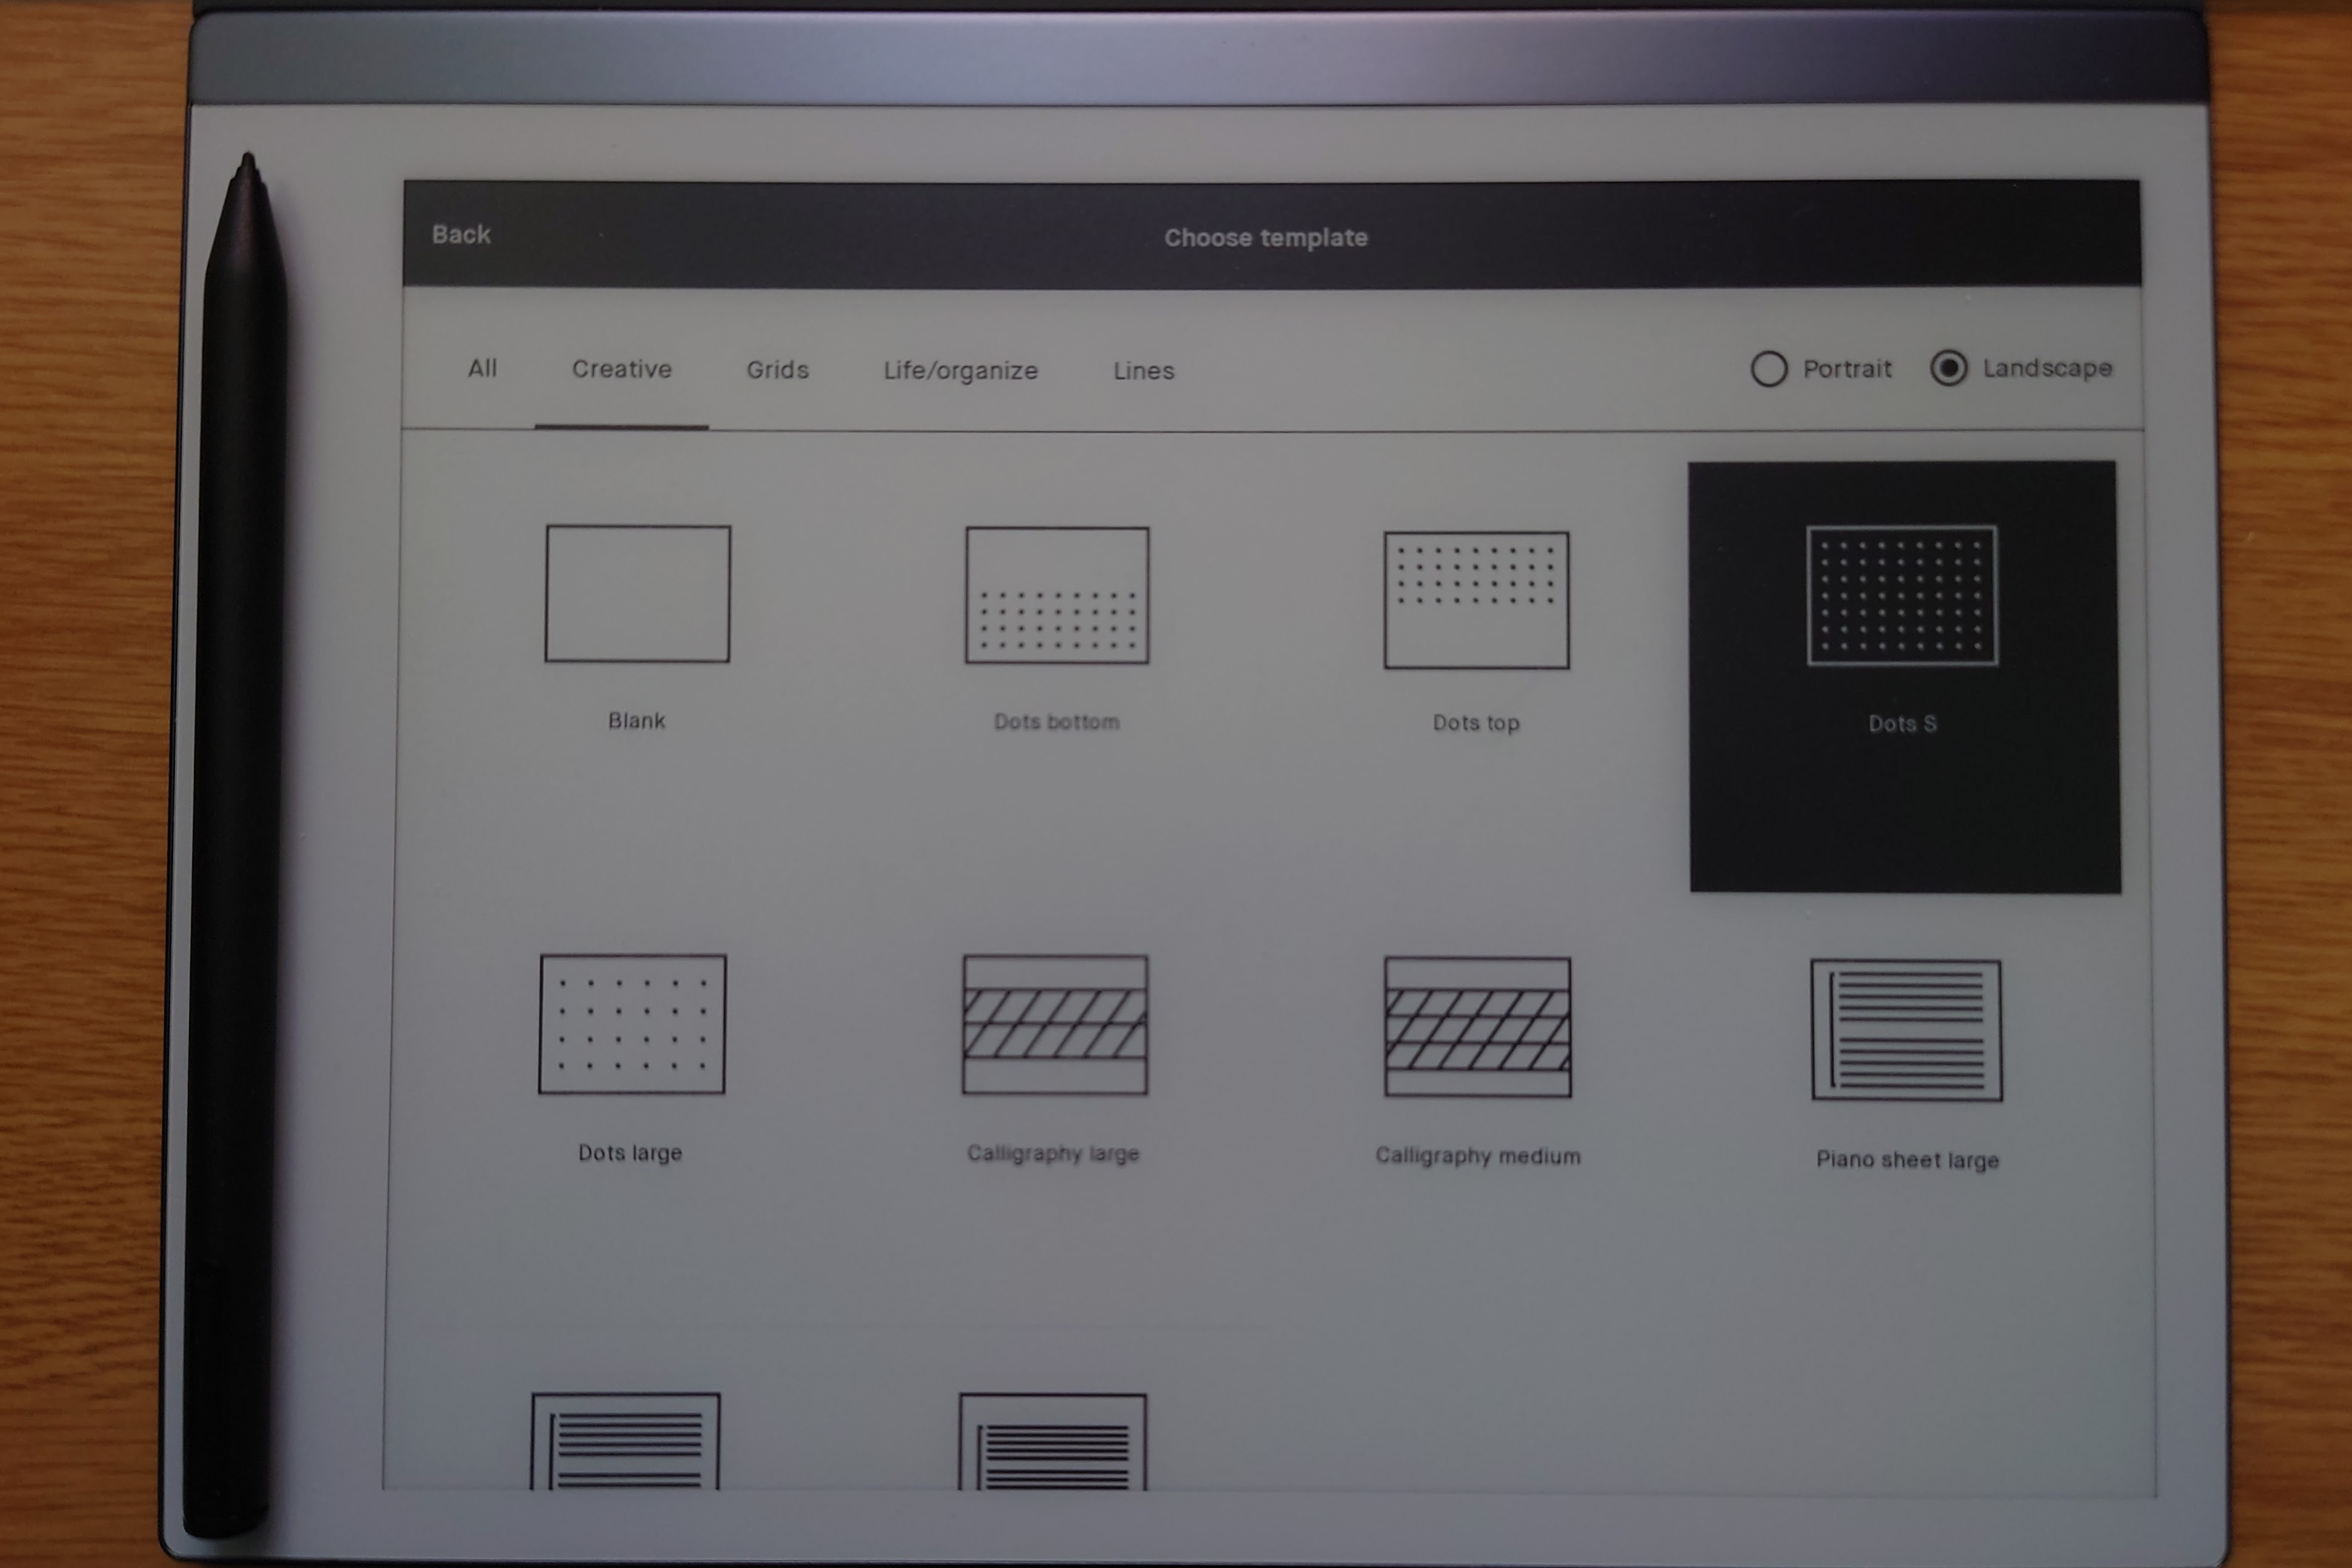 Back Choose template
All Creative Grids Life/organize Lines Portrait Landscape
Blank Dots bottom Dots top Dots S
Dots large Calligraphy large Calligraphy medium Piano sheet large